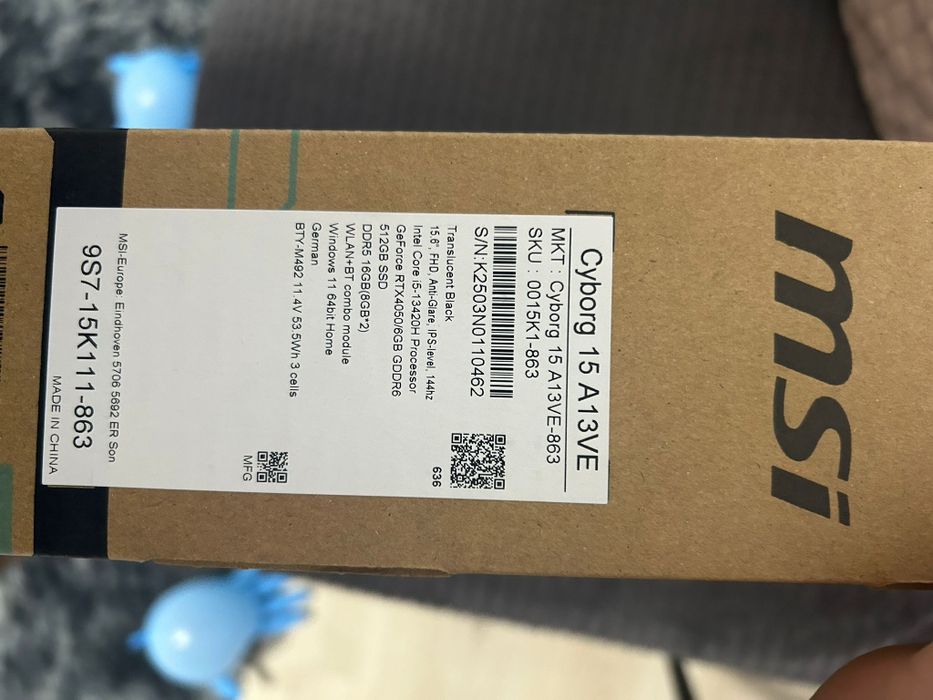 msi
Cyborg 15 A13VE
MKT : Cyborg 15 A13VE-863
SKU : 0015K1-863
S/N:K2503N0110462
Translucent Black
15.6", FHD, Anti-Glare, IPS-level, 144hz
Intel Core i5-13420H Processor
GeForce RTX4050/6GB GDDR6
512GB SSD
DDR5 16GB(8GB*2)
WLAN+BT combo module
Windows 11 64bit Home
German
BTY-M492 11.4V 53.5Wh 3 cells
636
MFG
MSI-Europe: Eindhoven 5706 5692 ER Son
9S7-15K111-863
MADE IN CHINA